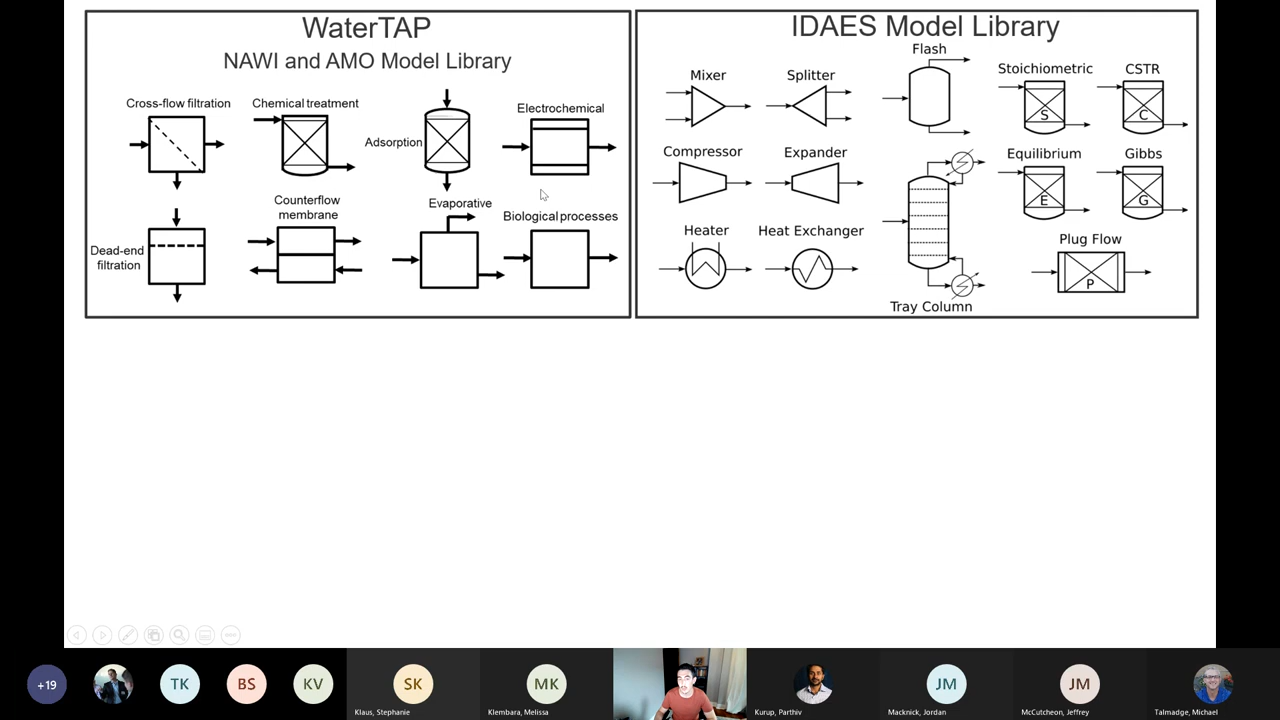 WaterTAP
NAWI and AMO Model Library
Cross-flow filtration
Chemical treatment
Adsorption
Electrochemical
Dead-end
filtration
Counterflow
membrane
Evaporative
Biological processes
IDAES Model Library
Mixer
Splitter
Flash
Stoichiometric
CSTR
S
C
Compressor
Expander
Equilibrium
Gibbs
E
G
Heater
Heat Exchanger
Tray Column
Plug Flow
P
+19
TK
BS
KV
SK
Klaus, Stephanie
MK
Klembara, Melissa
Kurup, Parthiv
JM
Macknick, Jordan
JM
McCutcheon, Jeffrey
Talmadge, Michael